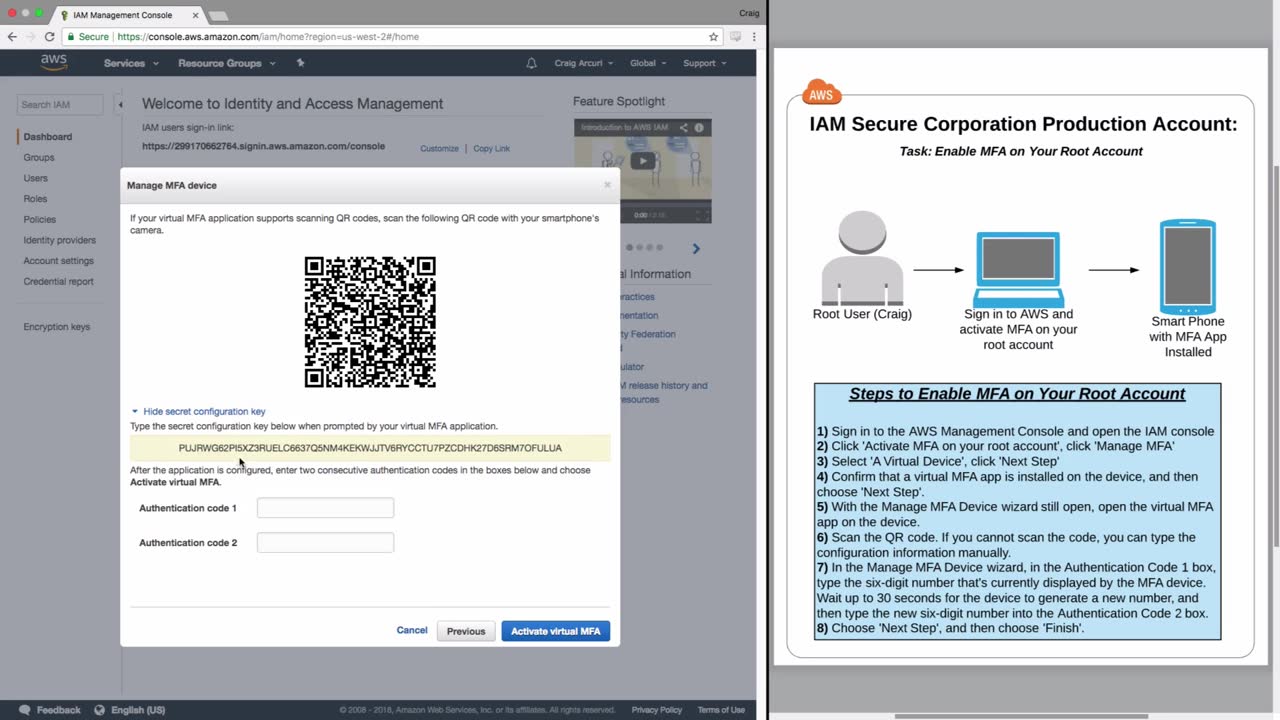 IAM Management Console
Craig
Secure | https://console.aws.amazon.com/iam/home?region=us-west-2#/home
aws
Services
Resource Groups
Craig Arcuri
Global
Support
Search IAM
Dashboard
Groups
Users
Roles
Policies
Identity providers
Account settings
Credential report
Encryption keys
Welcome to Identity and Access Management
IAM users sign-in link:
https://299170662764.signin.aws.amazon.com/console
Customize | Copy Link
Feature Spotlight
Introduction to AWS IAM
0:00 / 2:16
al Information
ractices
mentation
y Federation
d
ulator
M release history and
esources
Manage MFA device
If your virtual MFA application supports scanning QR codes, scan the following QR code with your smartphone's
camera.
Hide secret configuration key
Type the secret configuration key below when prompted by your virtual MFA application.
PUJRWG62PI5XZ3RUELC6637Q5NM4KEKWJJTV6RYCCTU7PZCDHK27D6SRM7OFULUA
After the application is configured, enter two consecutive authentication codes in the boxes below and choose
Activate virtual MFA.
Authentication code 1
Authentication code 2
Cancel
Previous
Activate virtual MFA
Feedback
English (US)
© 2008 - 2018, Amazon Web Services, Inc. or its affiliates. All rights reserved.
Privacy Policy
Terms of Use
AWS
IAM Secure Corporation Production Account:
Task: Enable MFA on Your Root Account
Root User (Craig)
Sign in to AWS and
activate MFA on your
root account
Smart Phone
with MFA App
Installed
Steps to Enable MFA on Your Root Account
1) Sign in to the AWS Management Console and open the IAM console
2) Click 'Activate MFA on your root account', click 'Manage MFA'
3) Select 'A Virtual Device', click 'Next Step'
4) Confirm that a virtual MFA app is installed on the device, and then
choose 'Next Step'.
5) With the Manage MFA Device wizard still open, open the virtual MFA
app on the device.
6) Scan the QR code. If you cannot scan the code, you can type the
configuration information manually.
7) In the Manage MFA Device wizard, in the Authentication Code 1 box,
type the six-digit number that's currently displayed by the MFA device.
Wait up to 30 seconds for the device to generate a new number, and
then type the new six-digit number into the Authentication Code 2 box.
8) Choose 'Next Step', and then choose 'Finish'.